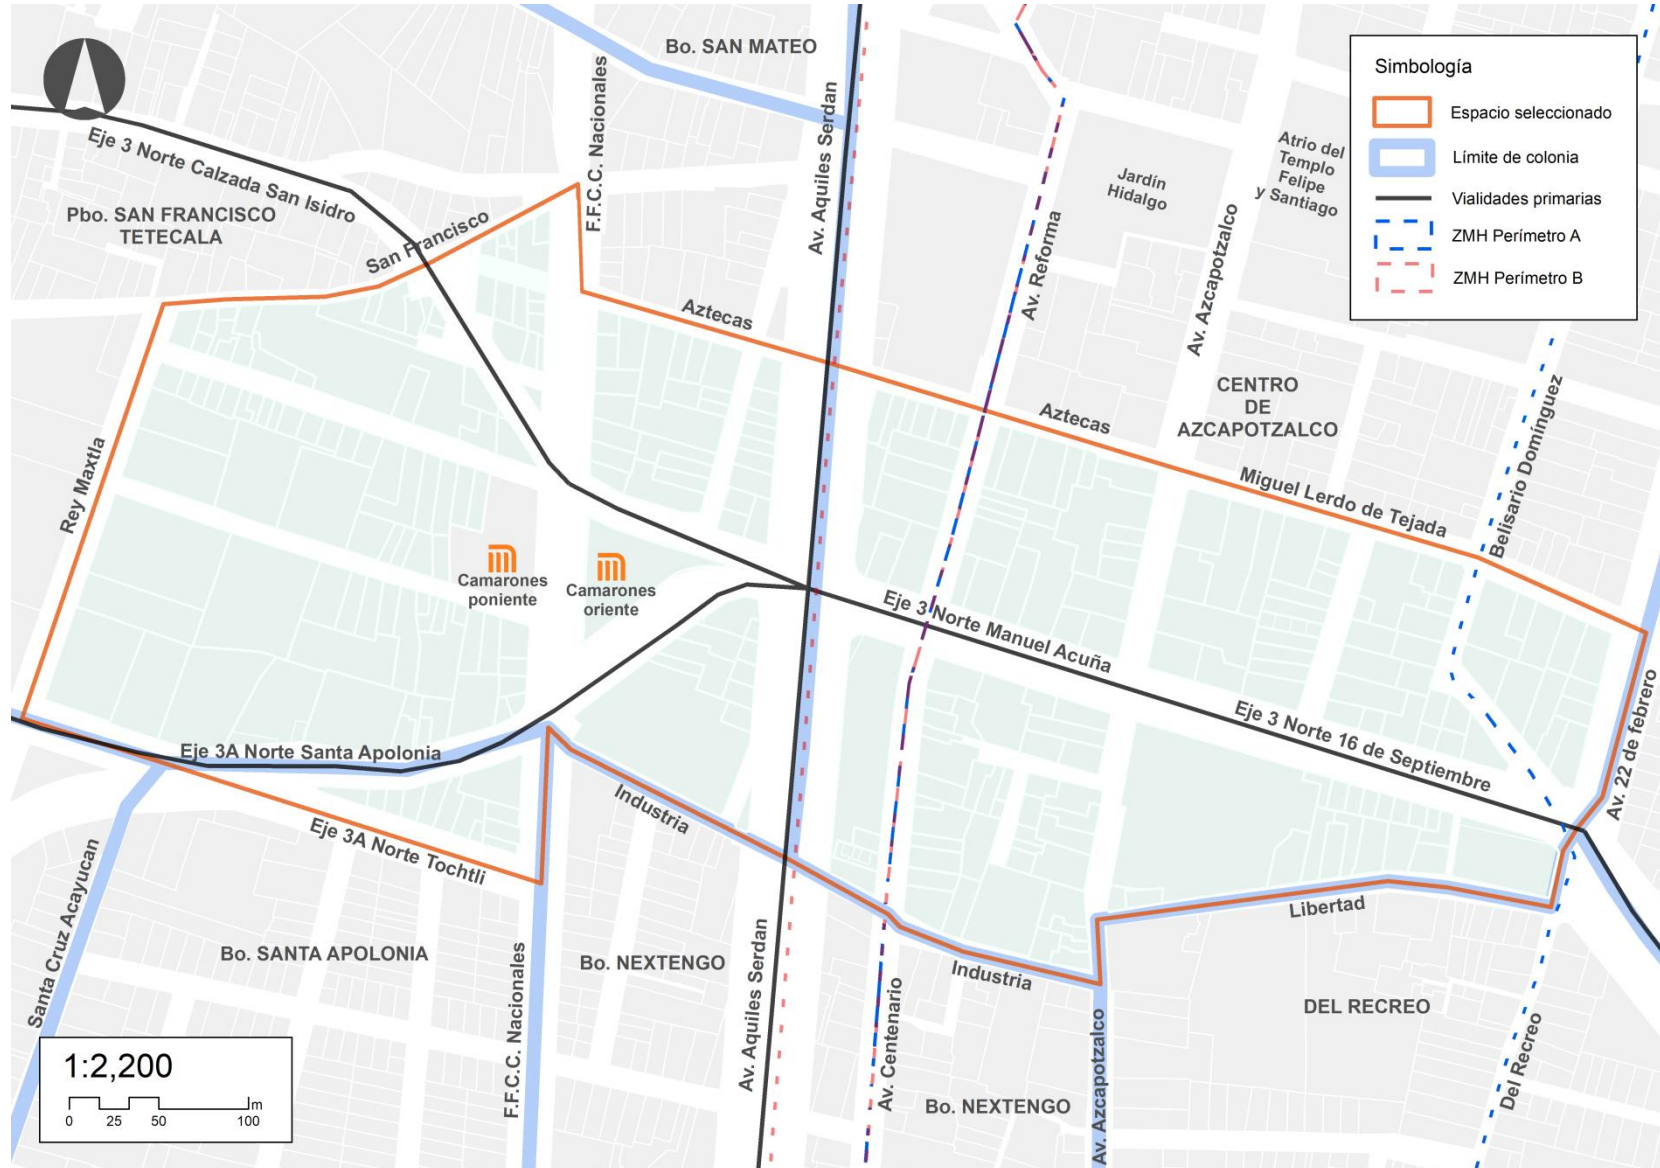 Bo. SAN MATEO
F.F.C.C. Nacionales
Av. Aquiles Serdan
Simbología
Espacio seleccionado
Límite de colonia
Vialidades primarias
ZMH Perímetro A
ZMH Perímetro B
Eje 3 Norte Calzada San Isidro
Pbo. SAN FRANCISCO
TETECALA
San Francisco
Atrio del
Templo
Felipe
y Santiago
Jardín
Hidalgo
Av. Reforma
Av. Azcapotzalco
Aztecas
CENTRO
DE
AZCAPOTZALCO
Aztecas
Miguel Lerdo de Tejada
Belisario Domínguez
Rey Maxtla
Camarones
poniente
Camarones
oriente
Eje 3 Norte Manuel Acuña
Eje 3 Norte 16 de Septiembre
Av. 22 de febrero
Eje 3A Norte Santa Apolonia
Industria
Eje 3A Norte Tochtli
Santa Cruz Acayucan
Bo. SANTA APOLONIA
F.F.C.C. Nacionales
Bo. NEXTENGO
Av. Aquiles Serdan
Av. Centenario
Industria
Libertad
DEL RECREO
Del Recreo
Bo. NEXTENGO
Av. Azcapotzalco
1:2,200
m
0 25 50 100